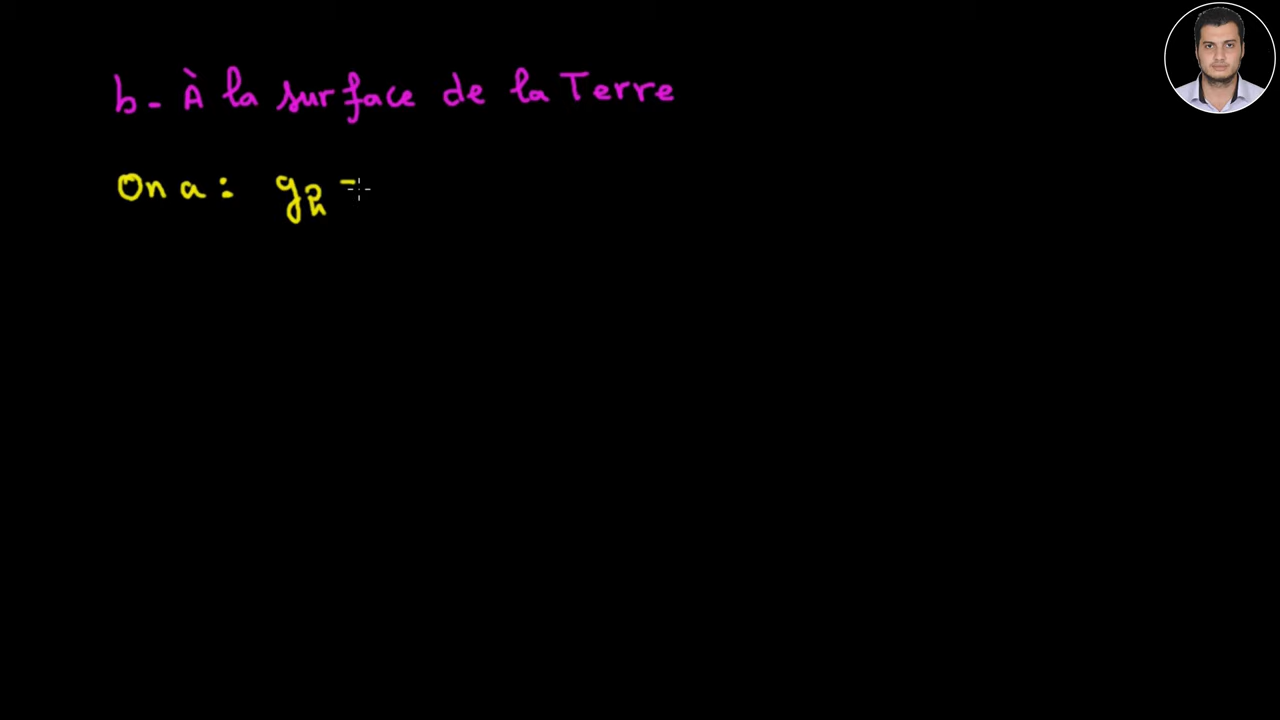 b- À la surface de la Terre
On a : gh =